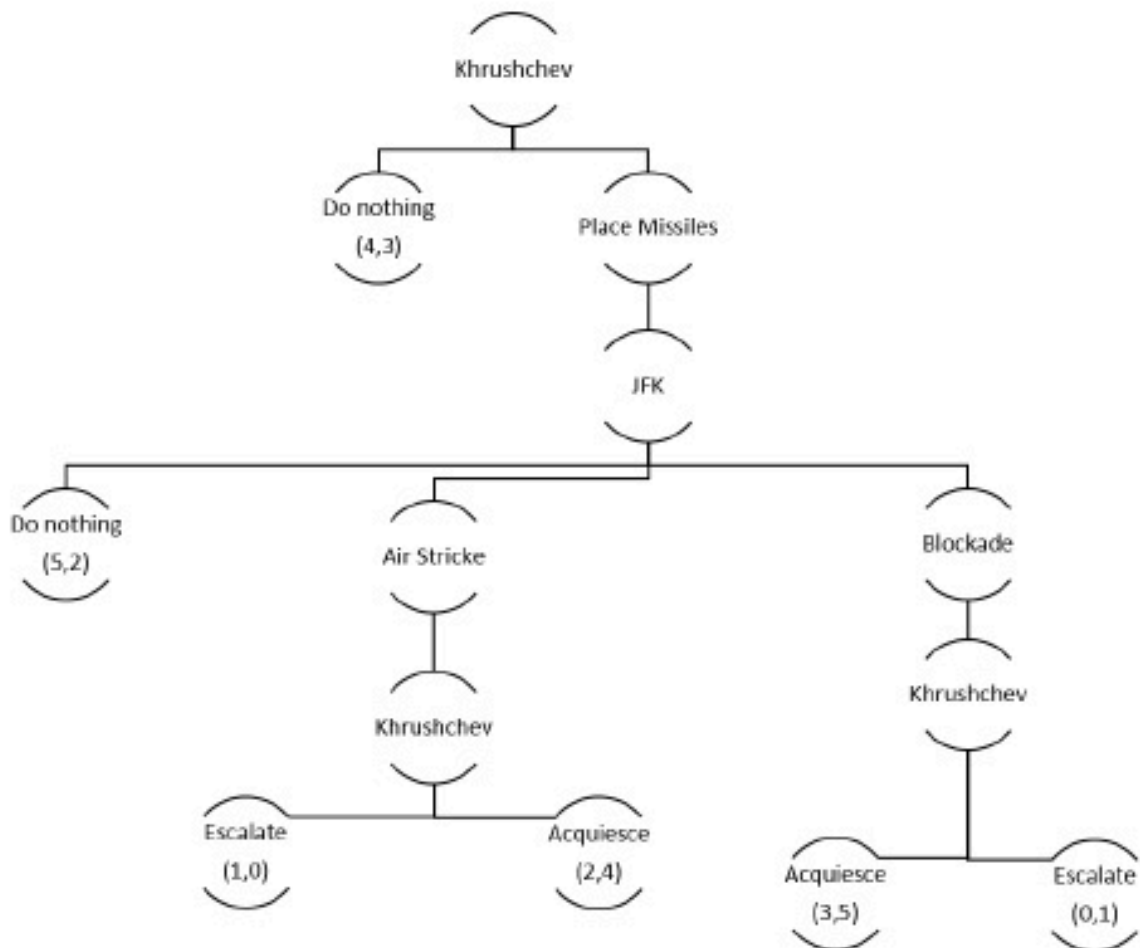 Khrushchev
Do nothing
(4,3)
Place Missiles
JFK
Do nothing
(5,2)
Air Stricke
Blockade
Khrushchev
Khrushchev
Escalate
(1,0)
Acquiesce
(2,4)
Acquiesce
(3,5)
Escalate
(0,1)